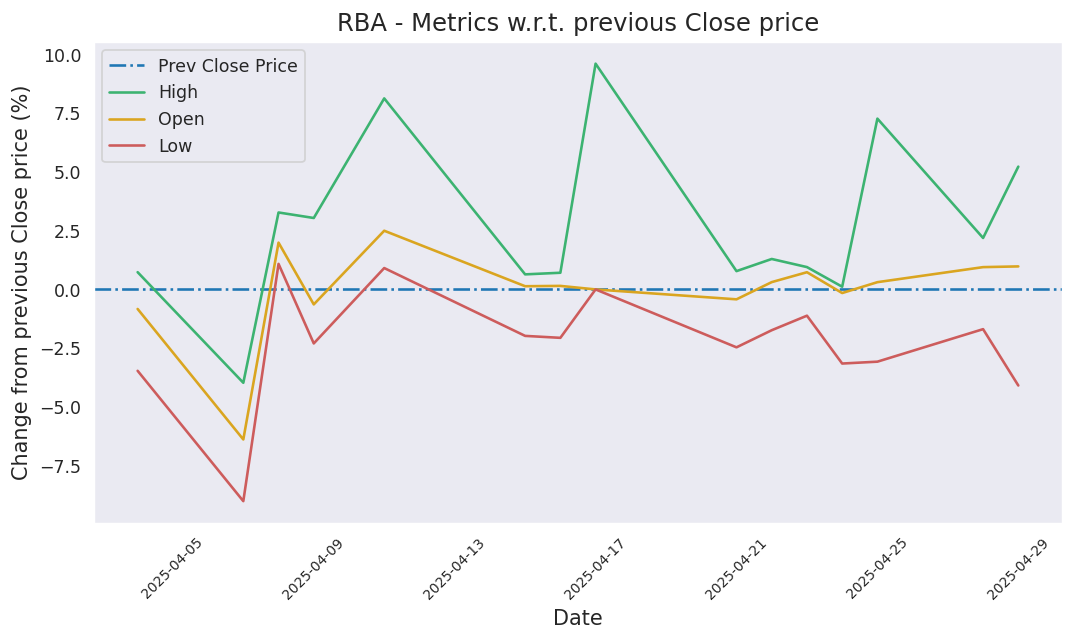 RBA - Metrics w.r.t. previous Close price
Change from previous Close price (%)
10.0
7.5
5.0
2.5
0.0
−2.5
−5.0
−7.5
Prev Close Price
High
Open
Low
2025-04-05
2025-04-09
2025-04-13
2025-04-17
2025-04-21
2025-04-25
2025-04-29
Date